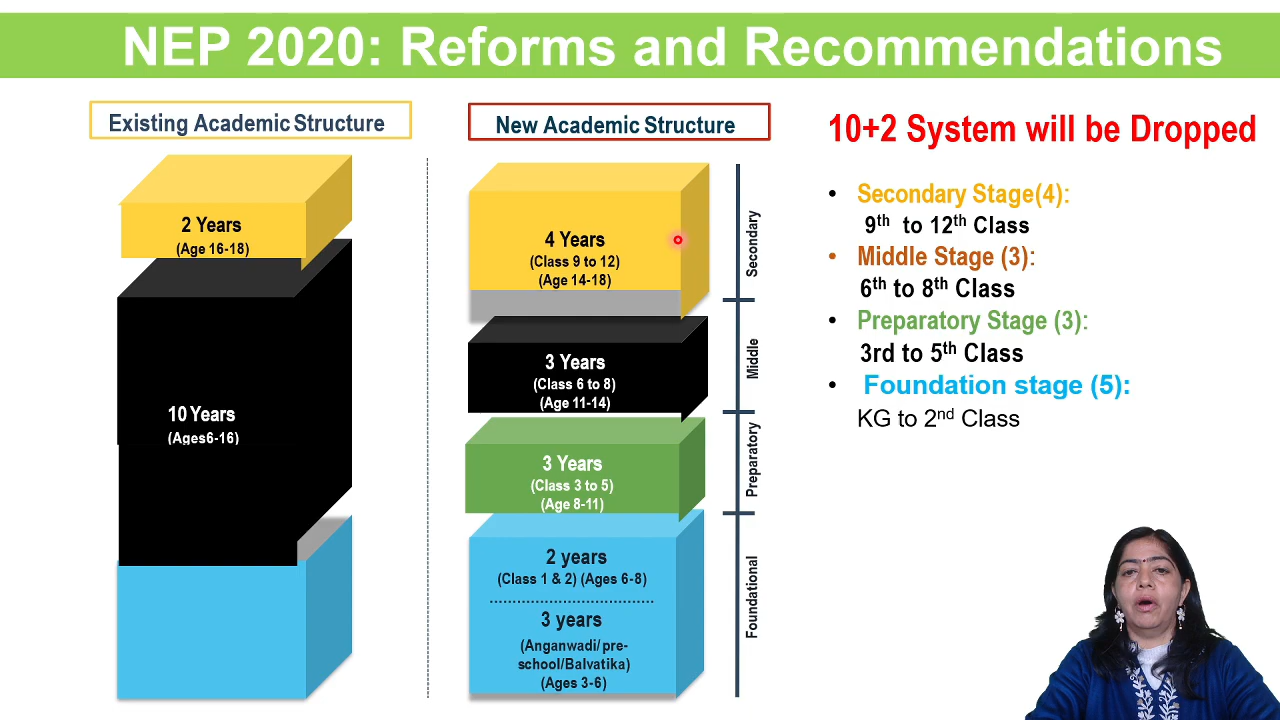 NEP 2020: Reforms and Recommendations
Existing Academic Structure
2 Years
(Age 16-18)
10 Years
(Ages6-16)
New Academic Structure
4 Years
(Class 9 to 12)
(Age 14-18)
Secondary
3 Years
(Class 6 to 8)
(Age 11-14)
Middle
3 Years
(Class 3 to 5)
(Age 8-11)
Preparatory
2 years
(Class 1 & 2) (Ages 6-8)
3 years
(Anganwadi/pre-
school/Balvatika)
(Ages 3-6)
Foundational
10+2 System will be Dropped
• Secondary Stage(4):
9th to 12th Class
• Middle Stage (3):
6th to 8th Class
• Preparatory Stage (3):
3rd to 5th Class
• Foundation stage (5):
KG to 2nd Class